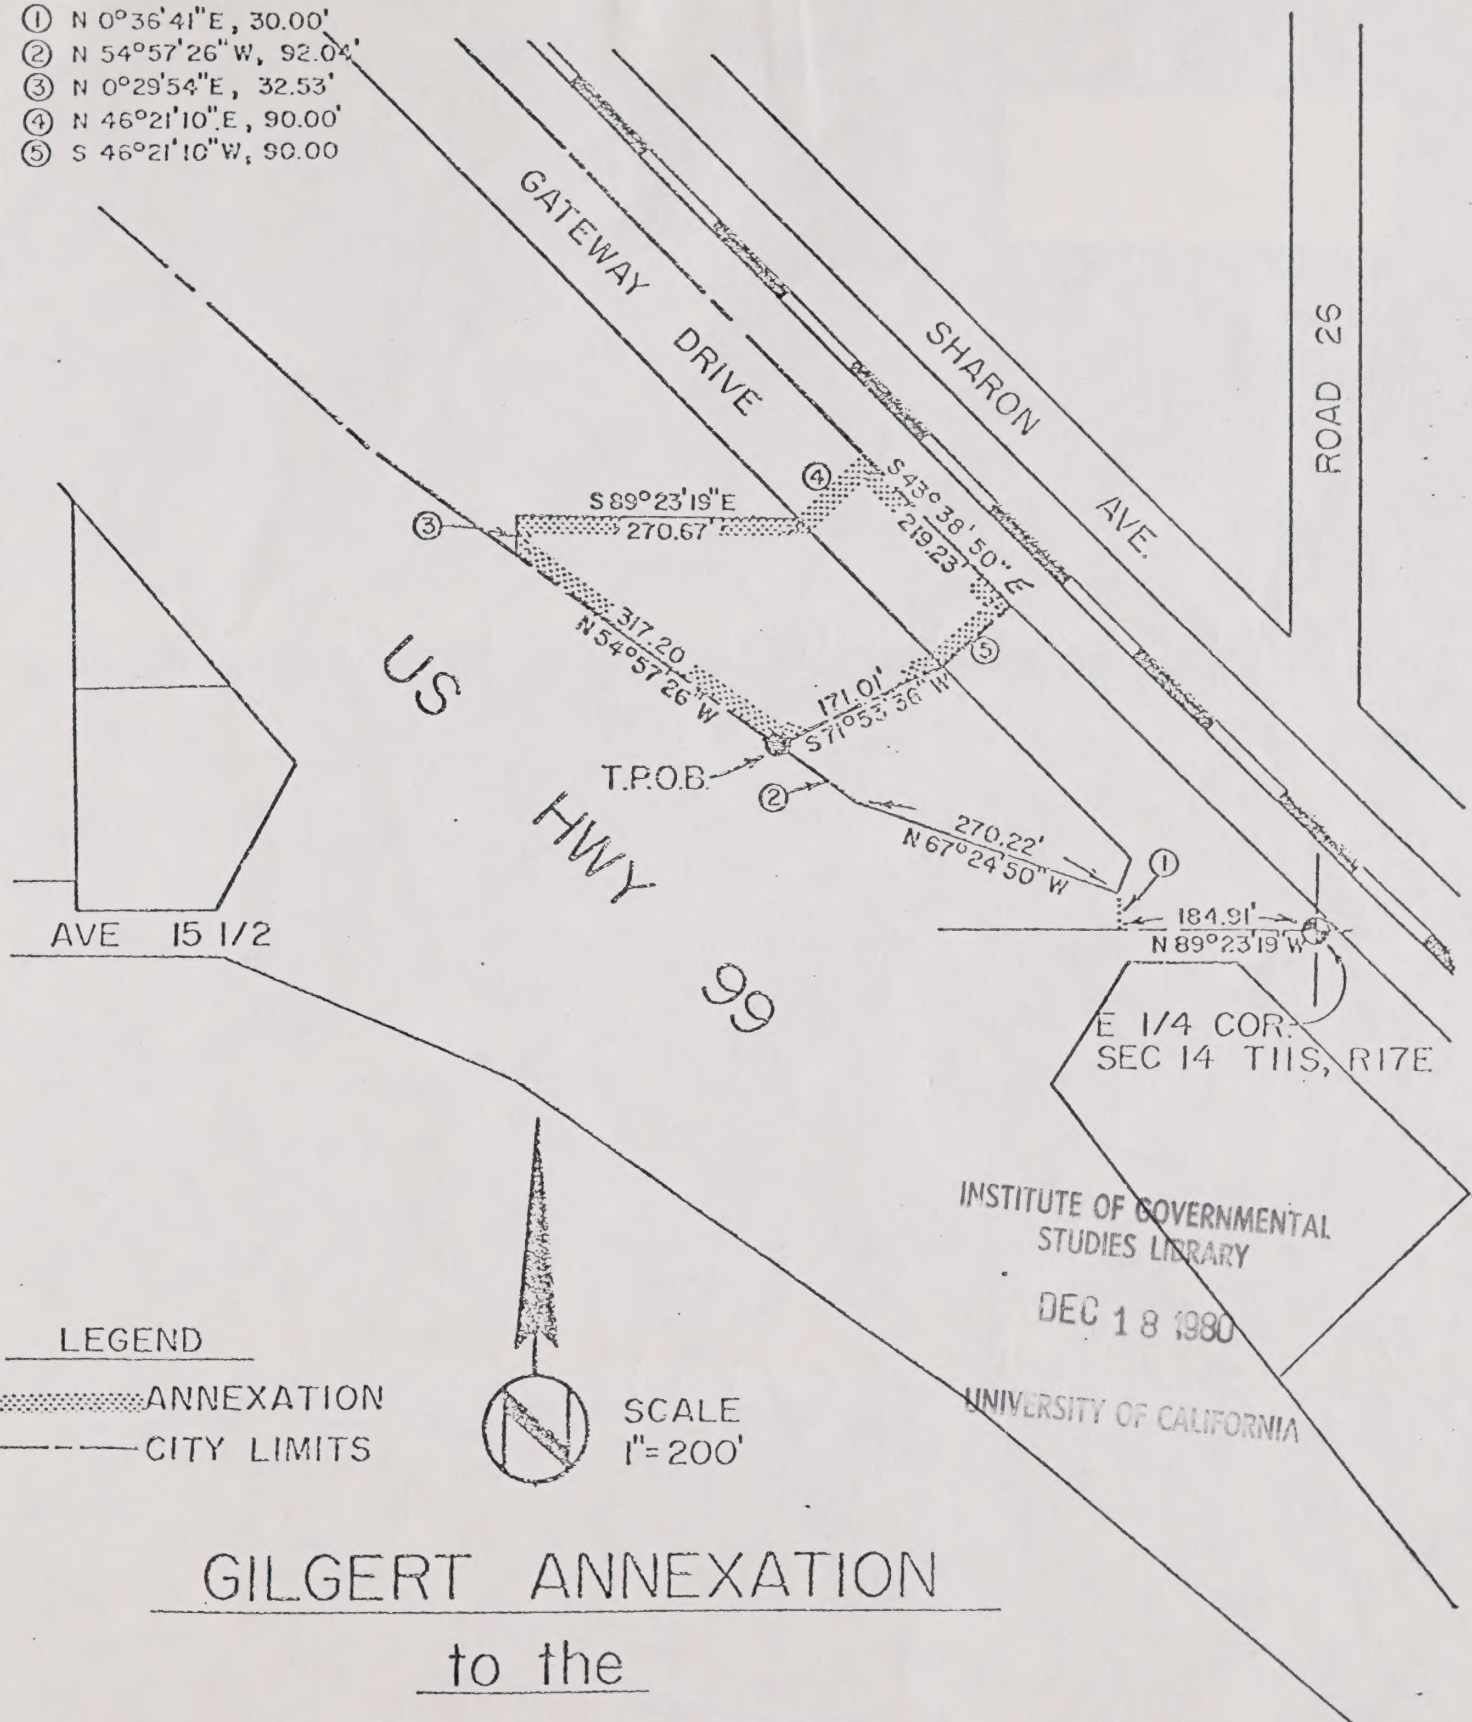 ① N 0°36'41"E, 30.00'
② N 54°57'26"W, 92.04'
③ N 0°29'54"E, 32.53'
④ N 46°21'10".E, 90.00'
⑤ S 46°21'10"W, 90.00
GATEWAY DRIVE
SHARON AVE.
ROAD 26
④
S 43°38'50" E
219.23'
S 89°23'19"E
270.67'
③
317.20
N 54°57'26"W
⑤
171.01'
S 71°53'36"W
US HWY 99
T.P.O.B.
②
270.22'
N 67°24'50"W
①
184.91'
N 89°23'19"W
AVE 15 1/2
E 1/4 COR.
SEC 14 T11S, R17E
INSTITUTE OF GOVERNMENTAL
STUDIES LIBRARY
DEC 18 1980
UNIVERSITY OF CALIFORNIA
LEGEND
ANNEXATION
CITY LIMITS
N
SCALE
1"=200'
GILGERT ANNEXATION
to the